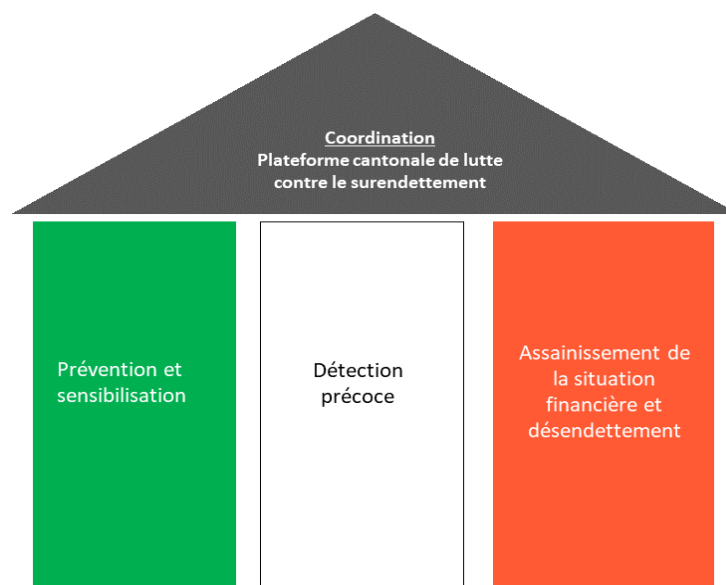 Coordination
Plateforme cantonale de lutte
contre le surendettement
Prévention et
sensibilisation
Détection
précoce
Assainissement de
la situation
financière et
désendettement